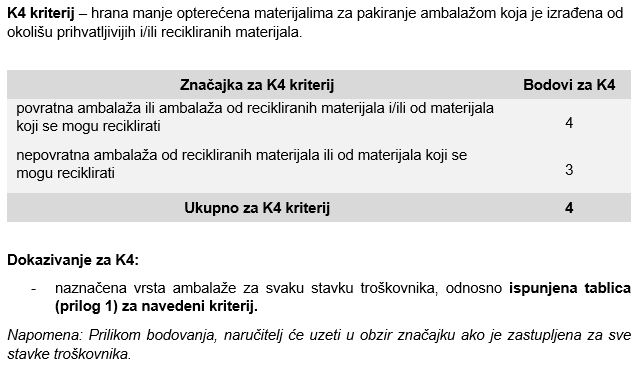 K4 kriterij – hrana manje opterećena materijalima za pakiranje ambalažom koja je izrađena od
okolišu prihvatljivijih i/ili recikliranih materijala.
Značajka za K4 kriterij Bodovi za K4
povratna ambalaža ili ambalaža od recikliranih materijala i/ili od materijala
koji se mogu reciklirati 4
nepovratna ambalaža od recikliranih materijala ili od materijala koji se
mogu reciklirati 3
Ukupno za K4 kriterij 4
Dokazivanje za K4:
- naznačena vrsta ambalaže za svaku stavku troškovnika, odnosno ispunjena tablica
(prilog 1) za navedeni kriterij.
Napomena: Prilikom bodovanja, naručitelj će uzeti u obzir značajku ako je zastupljena za sve
stavke troškovnika.